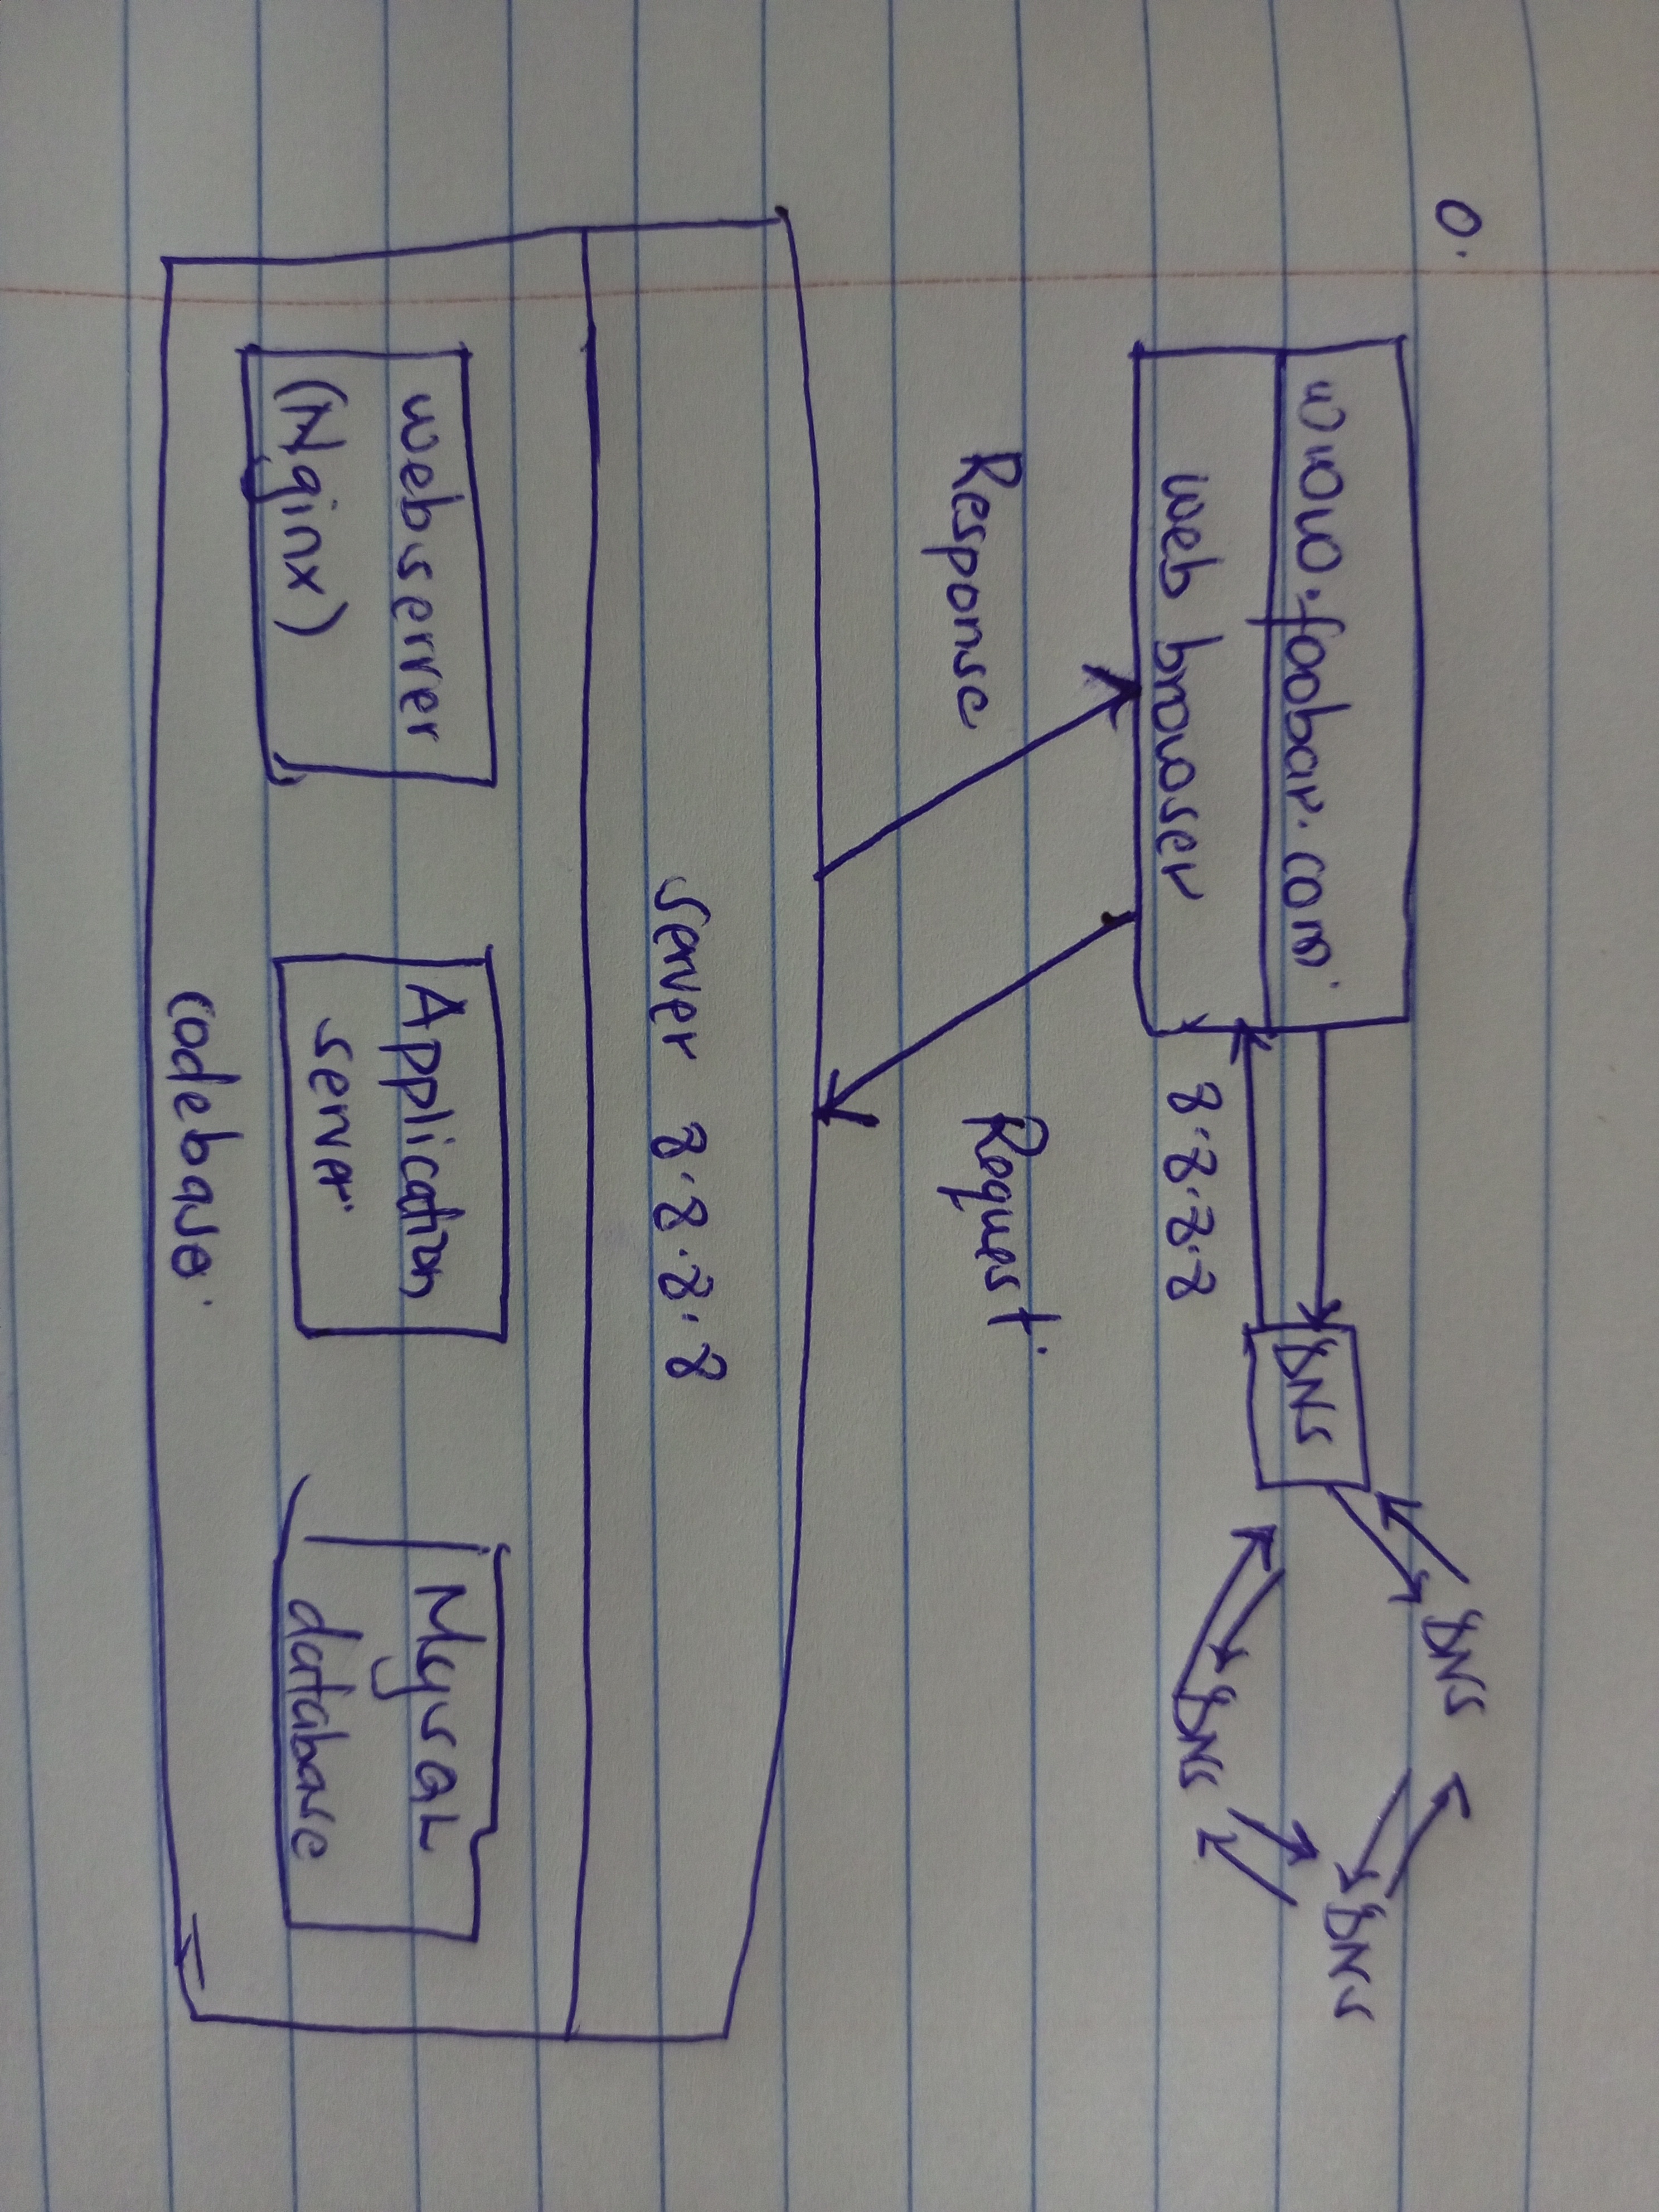 0.
www.foobar.com
web browser
8.8.8.8
DNS
DNS
DNS
DNS
Response
Request.
server 8.8.8.8
webserver
(Nginx)
Application
server
MySQL
database
codebase.